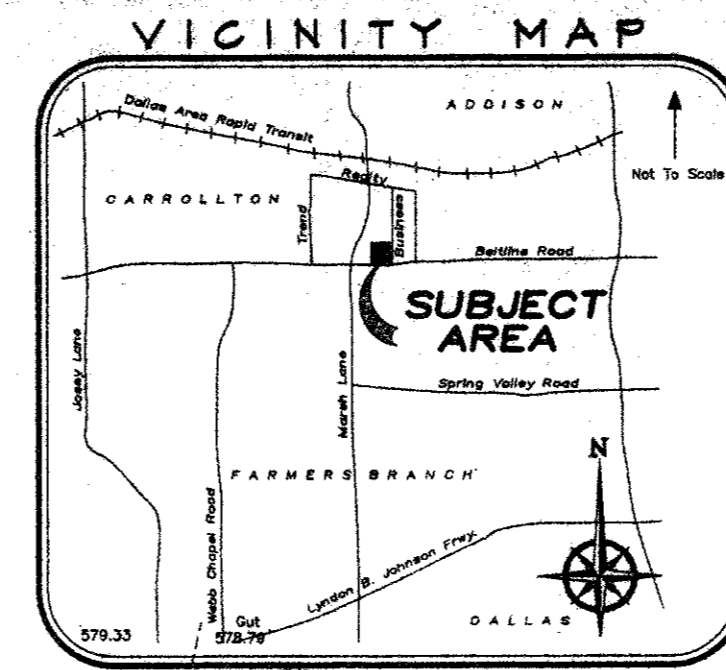 VICINITY MAP
ADDISON
Dallas Area Rapid Transit
Not To Scale
Realty
CARROLLTON
Trend
Business
Beltline Road
SUBJECT
AREA
Josey Lane
Marsh Lane
Spring Valley Road
N
FARMERS BRANCH
Webb Chapel Road
Lyndon B. Johnson Frwy.
DALLAS
Gut
579.33
578.79